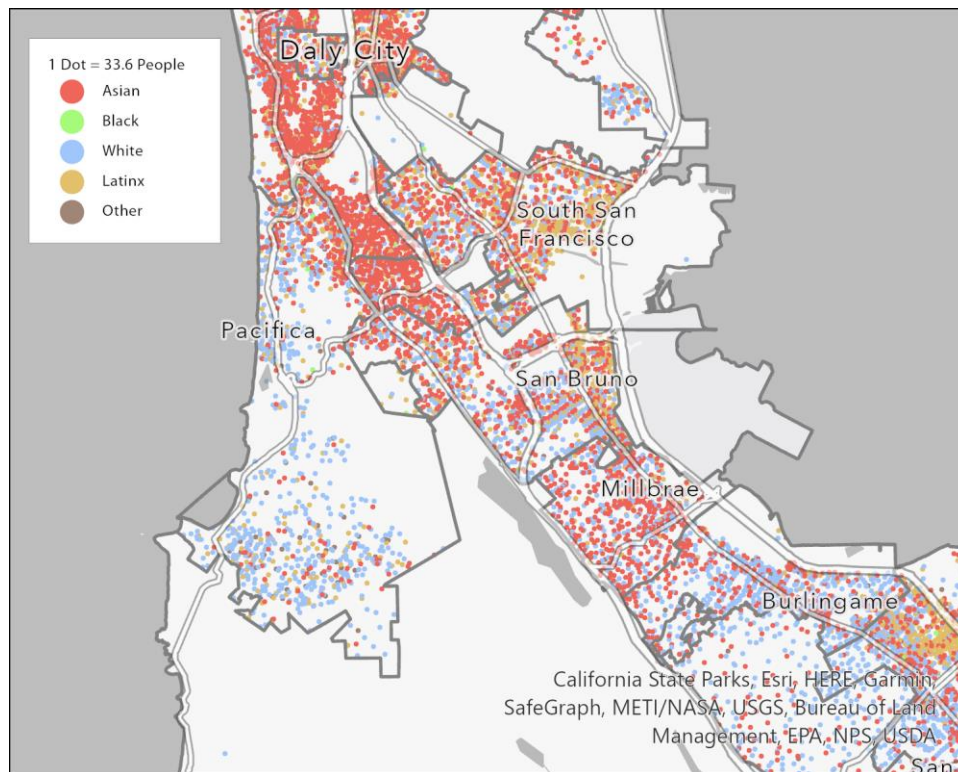 1 Dot = 33.6 People
Asian
Black
White
Latinx
Other
Daly City
South San
Francisco
Pacifica
San Bruno
Millbrae
Burlingame
California State Parks, Esri, HERE, Garmin,
SafeGraph, METI/NASA, USGS, Bureau of Land
Management, EPA, NPS, USDA
San